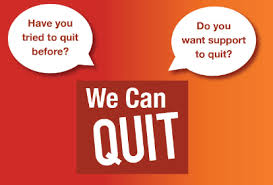 Have you
tried to quit
before?
Do you
want support
to quit?
We Can
QUIT